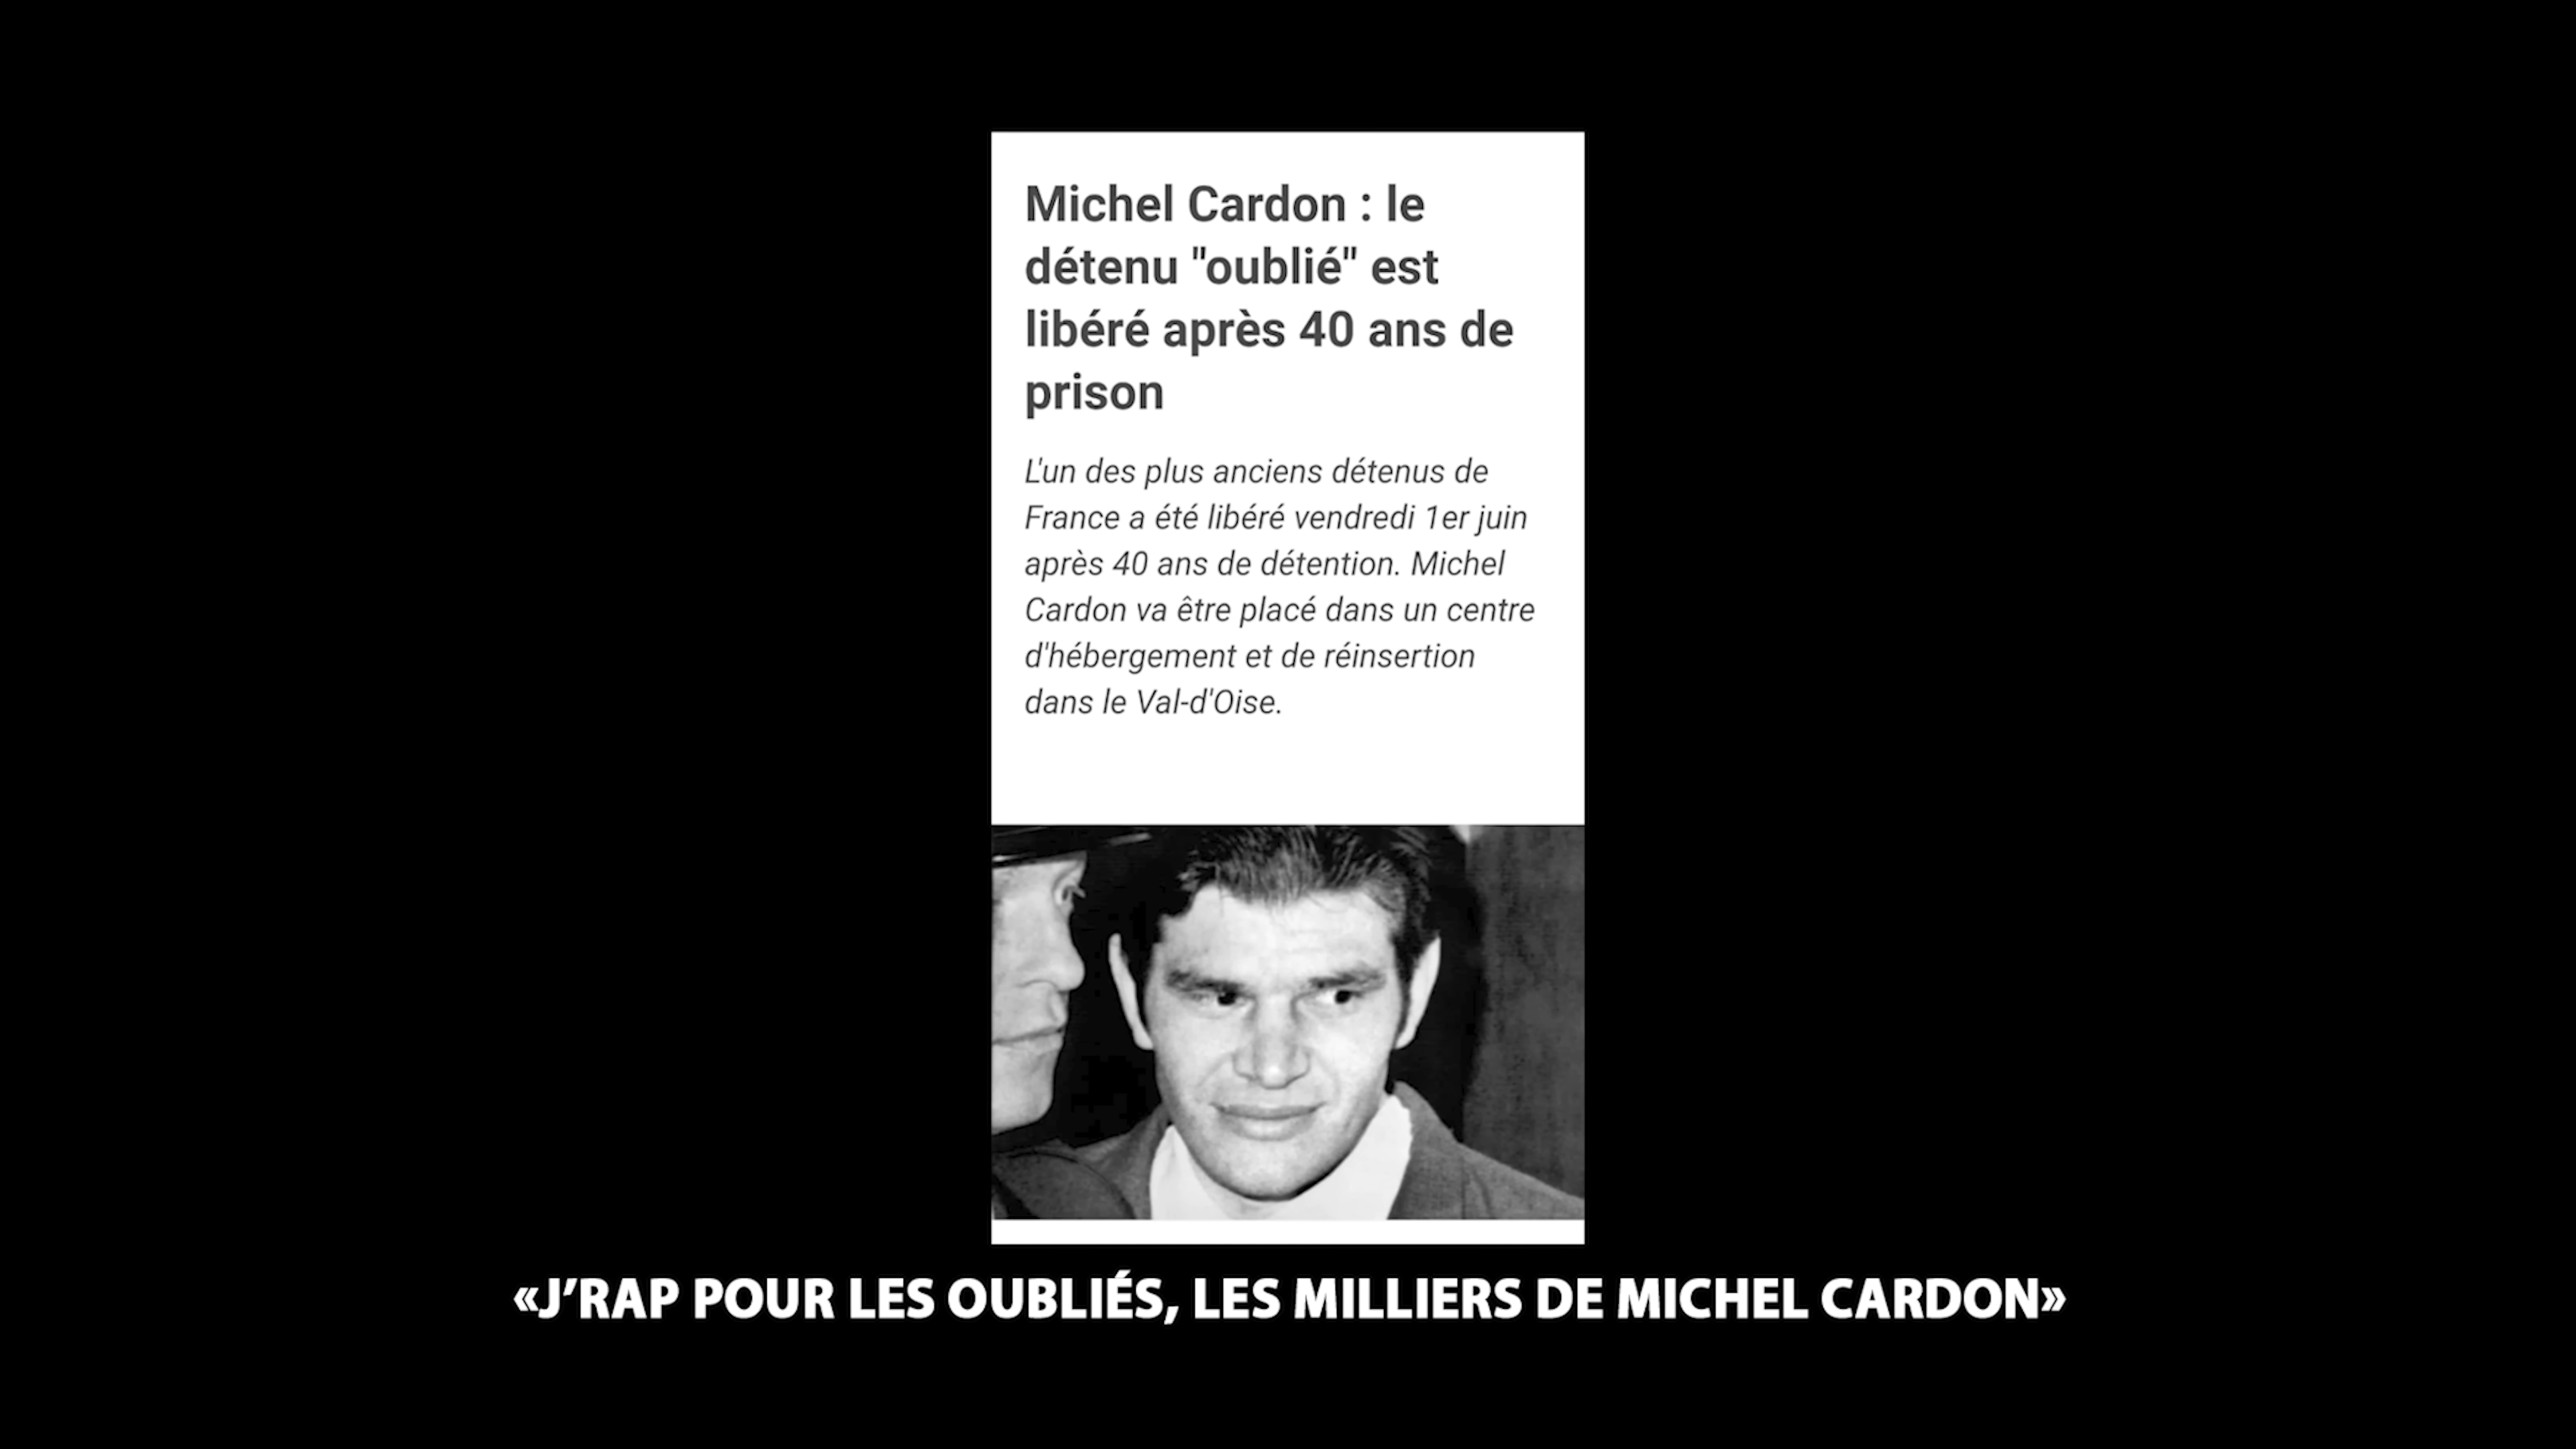 Michel Cardon : le
détenu "oublié" est
libéré après 40 ans de
prison
L'un des plus anciens détenus de
France a été libéré vendredi 1er juin
après 40 ans de détention. Michel
Cardon va être placé dans un centre
d'hébergement et de réinsertion
dans le Val-d'Oise.
«J’RAP POUR LES OUBLIÉS, LES MILLIERS DE MICHEL CARDON»